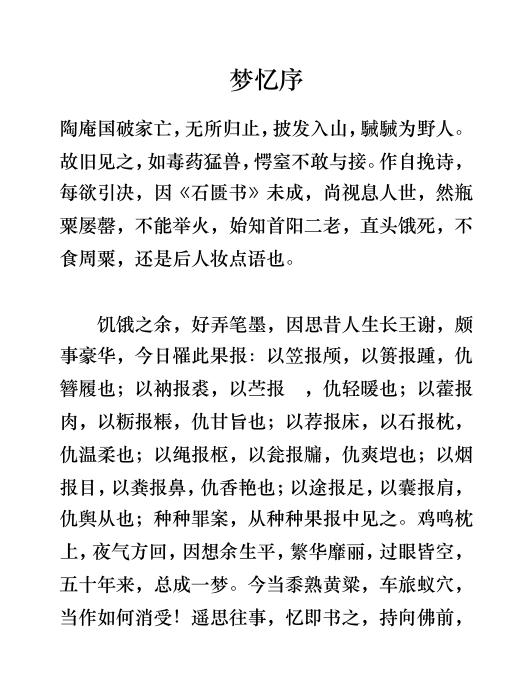 梦忆序
陶庵国破家亡，无所归止，披发入山，駴駴为野人。
故旧见之，如毒药猛兽，愕窒不敢与接。作自挽诗，
每欲引决，因《石匮书》未成，尚视息人世，然瓶
粟屡罄，不能举火，始知首阳二老，直头饿死，不
食周粟，还是后人妆点语也。
饥饿之余，好弄笔墨，因思昔人生长王谢，颇
事豪华，今日罹此果报：以笠报颅，以篑报踵，仇
簪履也；以衲报裘，以苎报　，仇轻暖也；以藿报
肉，以粝报粻，仇甘旨也；以荐报床，以石报枕，
仇温柔也；以绳报枢，以瓮报牖，仇爽垲也；以烟
报目，以粪报鼻，仇香艳也；以途报足，以囊报肩，
仇舆从也；种种罪案，从种种果报中见之。鸡鸣枕
上，夜气方回，因想余生平，繁华靡丽，过眼皆空，
五十年来，总成一梦。今当黍熟黄粱，车旅蚁穴，
当作如何消受！遥思往事，忆即书之，持向佛前，